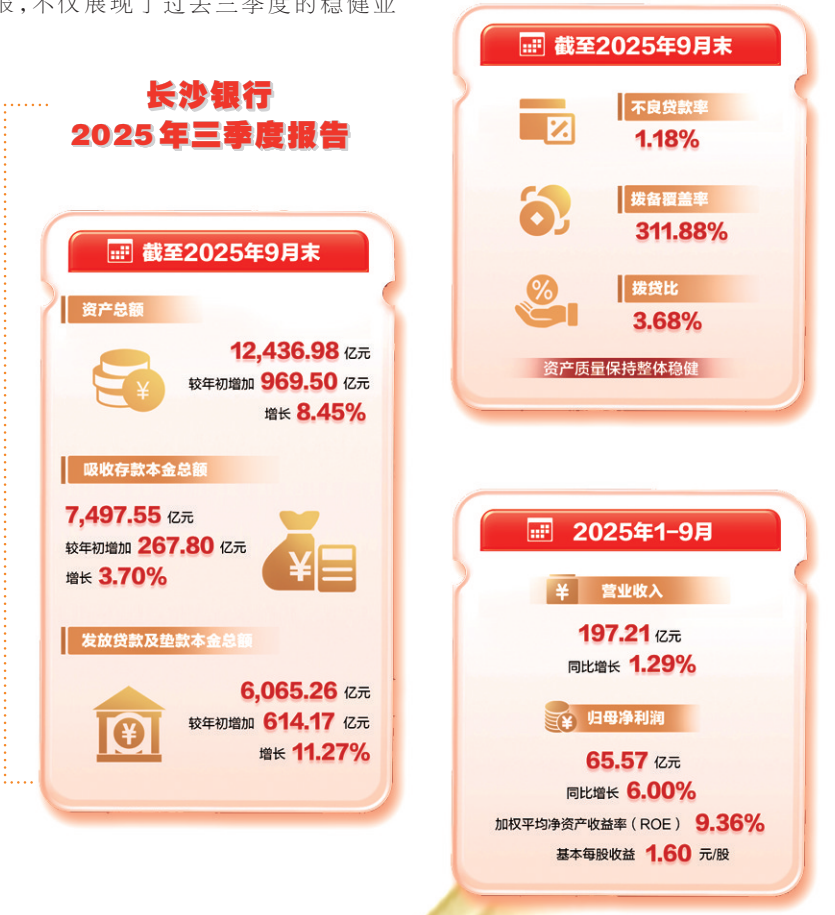 报,不仅展现了过去三季度的稳健业
长沙银行
2025年三季度报告
截至2025年9月末
资产总额
12,436.98 亿元
较年初增加 969.50 亿元
增长 8.45%
吸收存款本金总额
7,497.55 亿元
较年初增加 267.80 亿元
增长 3.70%
发放贷款及垫款本金总额
6,065.26 亿元
较年初增加 614.17 亿元
增长 11.27%
截至2025年9月末
不良贷款率
1.18%
拨备覆盖率
311.88%
拨贷比
3.68%
资产质量保持整体稳健
2025年1-9月
营业收入
197.21 亿元
同比增长 1.29%
归母净利润
65.57 亿元
同比增长 6.00%
加权平均净资产收益率（ROE） 9.36%
基本每股收益 1.60 元/股